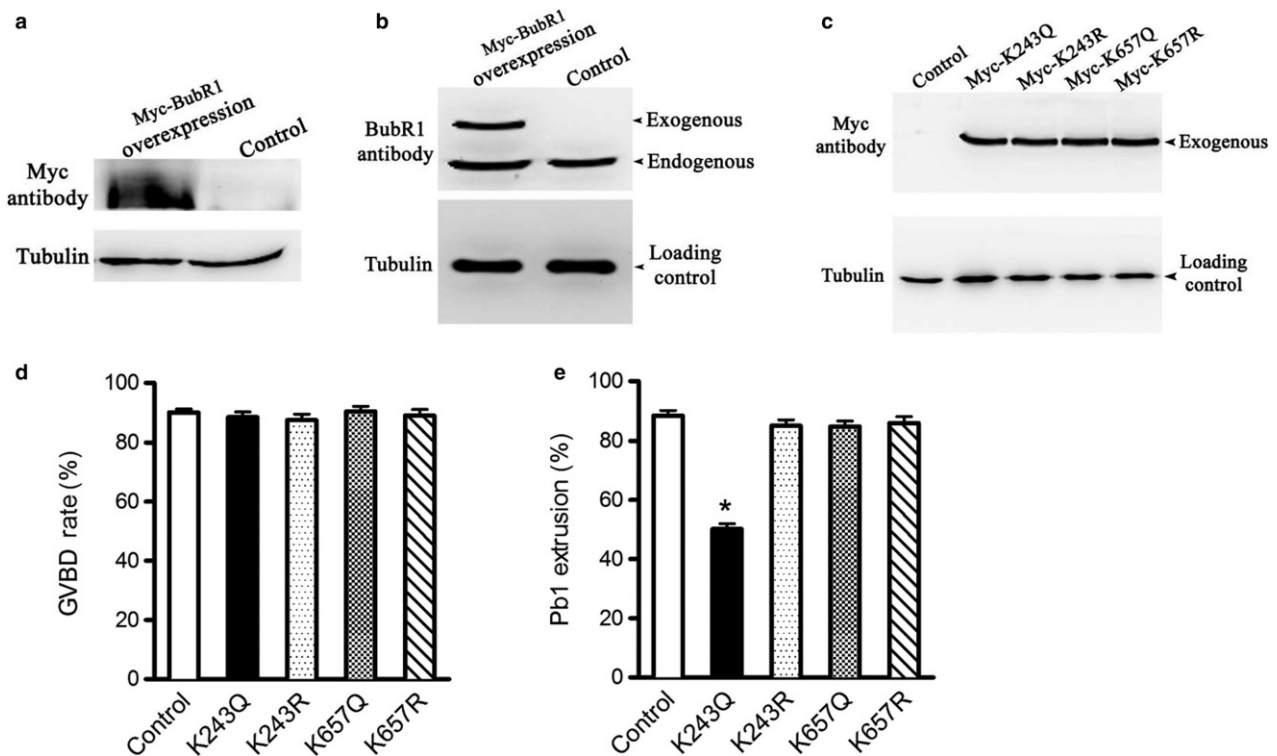 a
Myc-BubR1
overexpression
Control
Myc
antibody
Tubulin
b
Myc-BubR1
overexpression
Control
BubR1
antibody
Exogenous
Endogenous
Tubulin
Loading
control
c
Control
Myc-K243Q
Myc-K243R
Myc-K657Q
Myc-K657R
Myc
antibody
Exogenous
Tubulin
Loading
control
d
GVBD rate (%)
100
80
60
40
20
0
Control
K243Q
K243R
K657Q
K657R
e
Pb1 extrusion (%)
100
80
60
40
20
0
*
Control
K243Q
K243R
K657Q
K657R